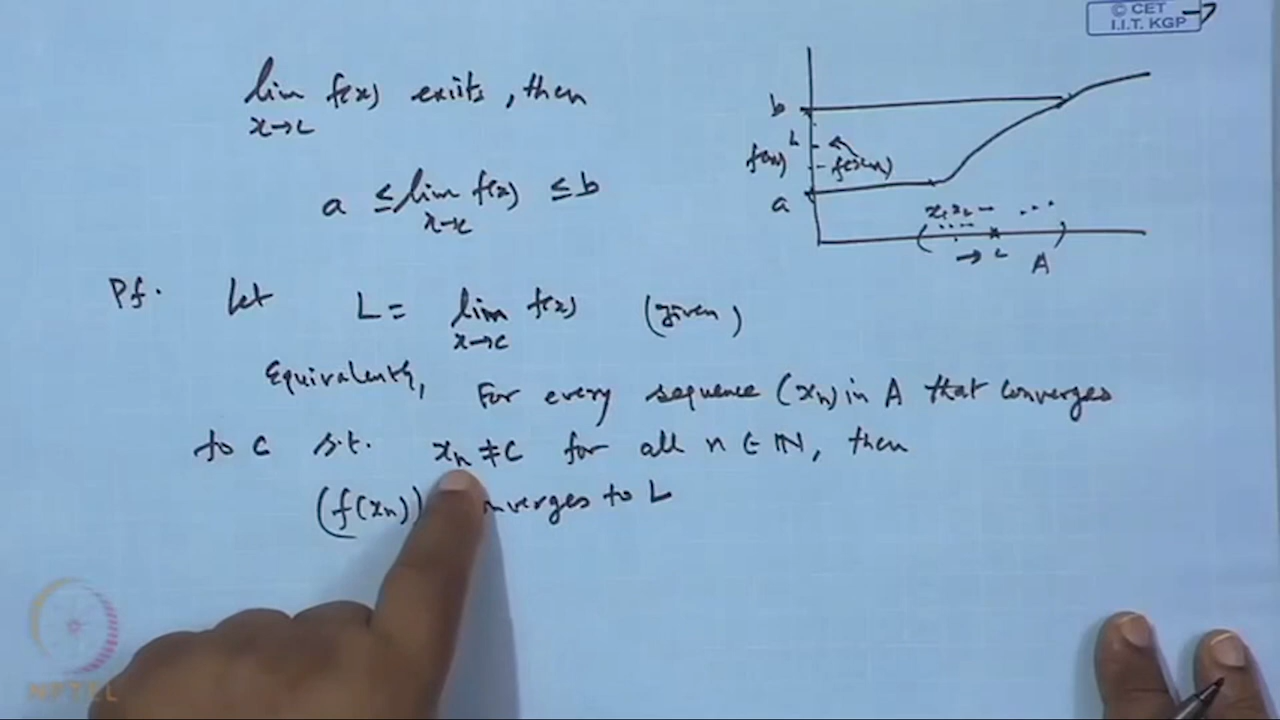 © CET
I.I.T. KGP
lim f(x) exists, then
x→c
a ≤ lim f(x) ≤ b
x→c
b
L
f(x)
f(xn)
a
x1 x2 –
→ c
A
Pf. Let L = lim f(x) (given)
x→c
Equivalently, For every sequence (xn) in A that converges
to c s.t. xn ≠ c for all n ∈ IN, then
(f(xn)) converges to L
NPTEL